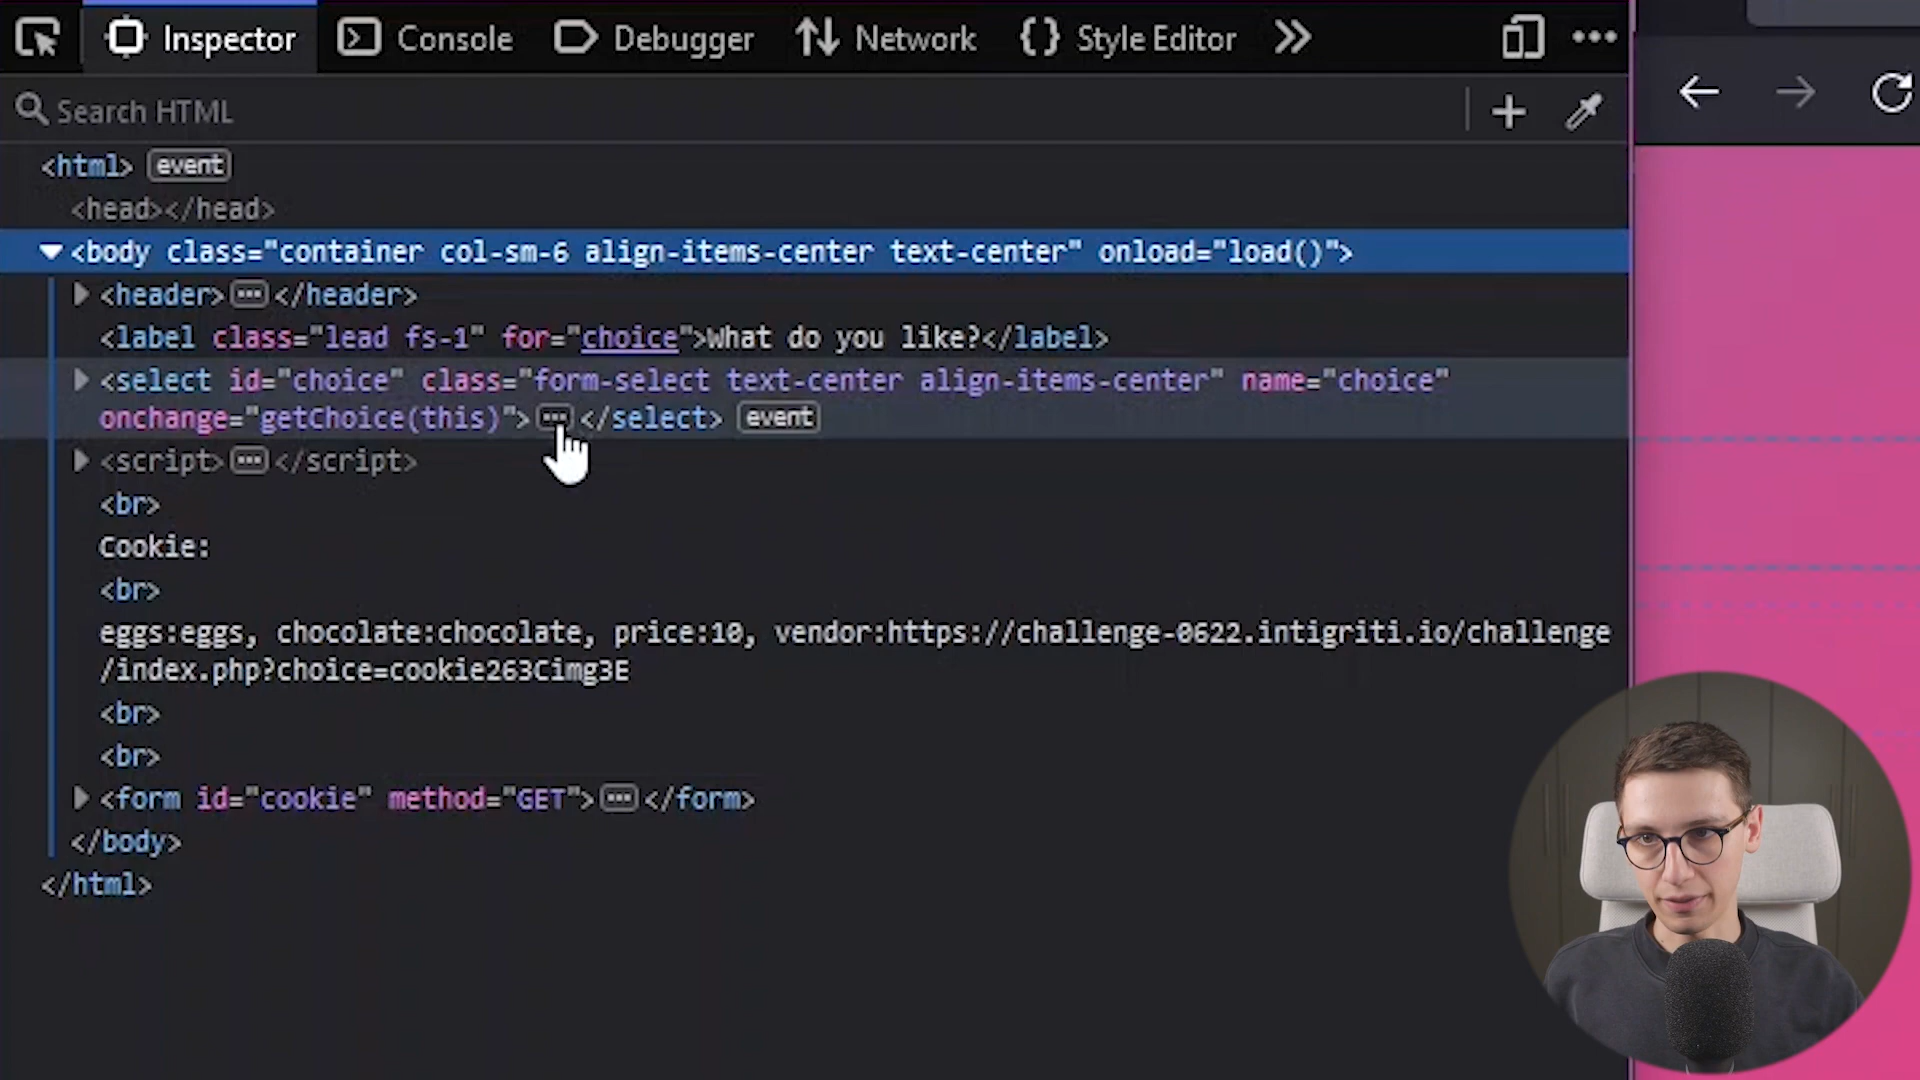 Inspector Console Debugger Network Style Editor
Search HTML
<html> event
<head></head>
<body class="container col-sm-6 align-items-center text-center" onload="load()">
<header></header>
<label class="lead fs-1" for="choice">What do you like?</label>
<select id="choice" class="form-select text-center align-items-center" name="choice"
onchange="getChoice(this)"></select> event
<script></script>
<br>
Cookie:
<br>
eggs:eggs, chocolate:chocolate, price:10, vendor:https://challenge-0622.intigriti.io/challenge
/index.php?choice=cookie263Cimg3E
<br>
<br>
<form id="cookie" method="GET"></form>
</body>
</html>